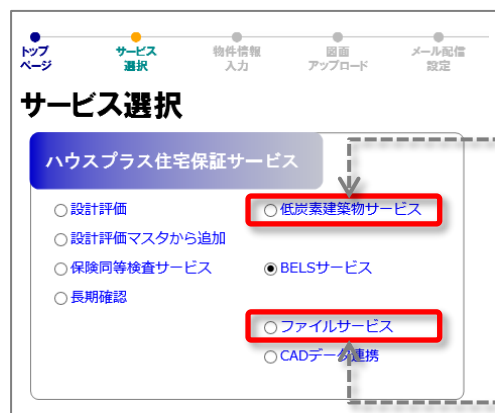 トップ
ページ
サービス
選択
物件情報
入力
図面
アップロード
メール配信
設定
サービス選択
ハウスプラス住宅保証サービス
設計評価
低炭素建築物サービス
設計評価マスタから追加
保険同等検査サービス
BELSサービス
長期確認
ファイルサービス
CADデータ連携